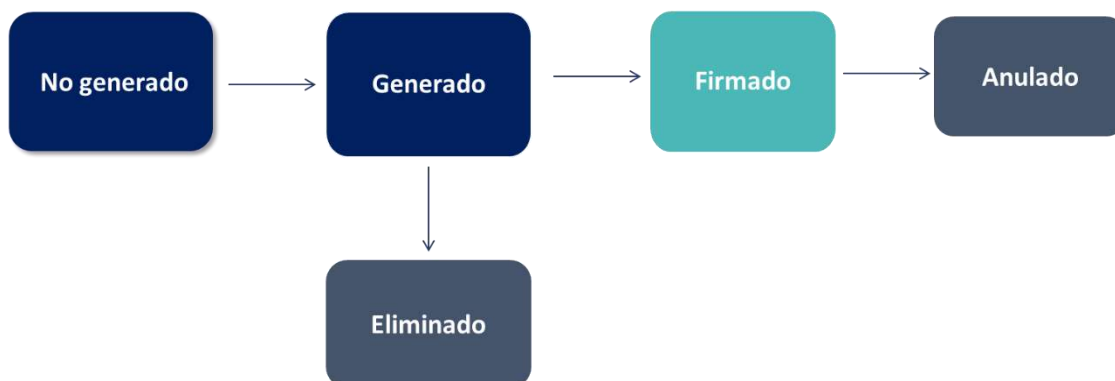 No generado
Generado
Firmado
Anulado
Eliminado